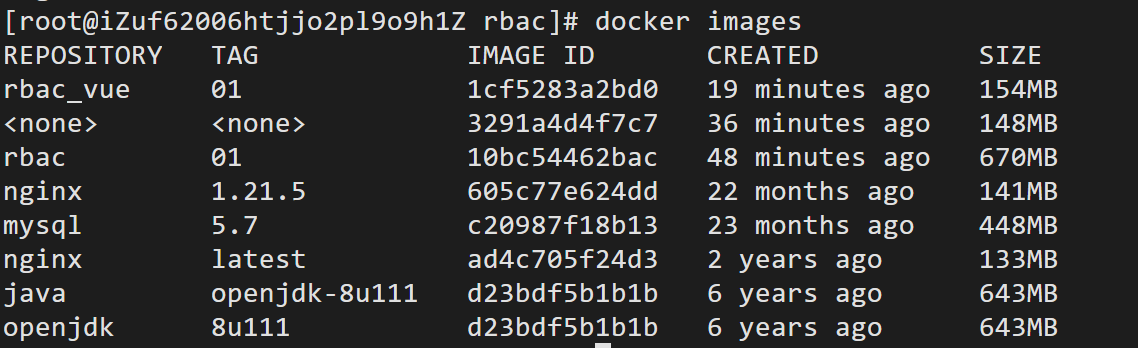 [root@iZuf62006htjjo2pl9o9h1Z rbac]# docker images
REPOSITORY   TAG             IMAGE ID       CREATED          SIZE
rbac_vue     01              1cf5283a2bd0   19 minutes ago   154MB
<none>       <none>          3291a4d4f7c7   36 minutes ago   148MB
rbac         01              10bc54462bac   48 minutes ago   670MB
nginx        1.21.5          605c77e624dd   22 months ago    141MB
mysql        5.7             c20987f18b13   23 months ago    448MB
nginx        latest          ad4c705f24d3   2 years ago      133MB
java         openjdk-8u111   d23bdf5b1b1b   6 years ago      643MB
openjdk      8u111           d23bdf5b1b1b   6 years ago      643MB